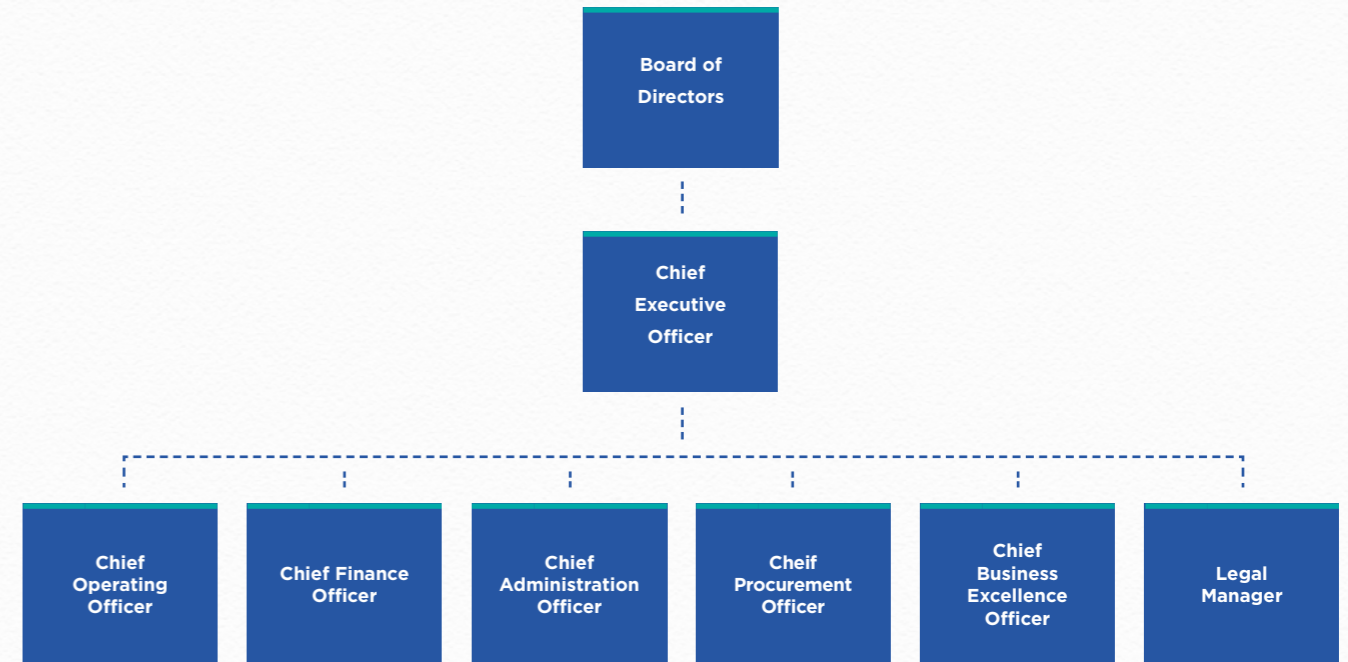 Board of
Directors
Chief
Executive
Officer
Chief
Operating
Officer
Chief Finance
Officer
Chief
Administration
Officer
Cheif
Procurement
Officer
Chief
Business
Excellence
Officer
Legal
Manager